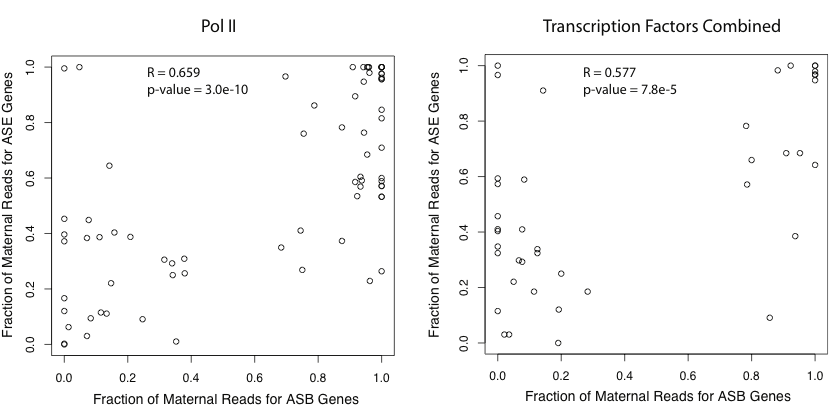 Pol II
R = 0.659
p-value = 3.0e-10
Fraction of Maternal Reads for ASE Genes
1.0
0.8
0.6
0.4
0.2
0.0
0.0 0.2 0.4 0.6 0.8 1.0
Fraction of Maternal Reads for ASB Genes
Transcription Factors Combined
R = 0.577
p-value = 7.8e-5
Fraction of Maternal Reads for ASE Genes
1.0
0.8
0.6
0.4
0.2
0.0
0.0 0.2 0.4 0.6 0.8 1.0
Fraction of Maternal Reads for ASB Genes